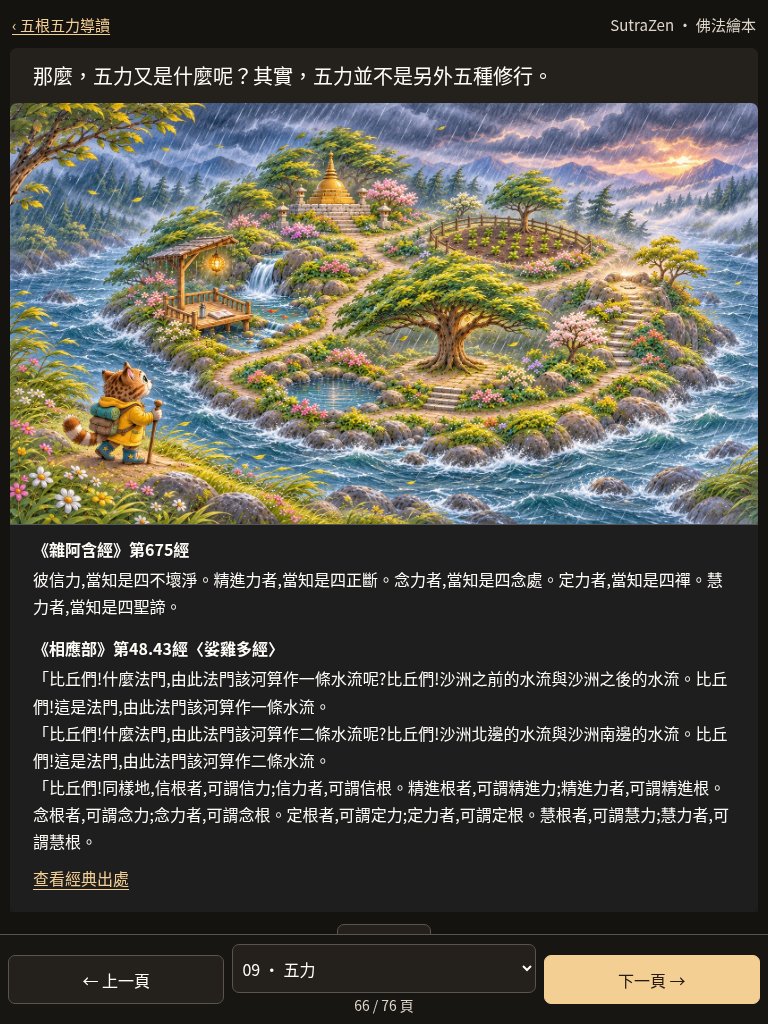 ‹ 五根五力導讀
SutraZen · 佛法繪本
那麼，五力又是什麼呢？其實，五力並不是另外五種修行。
《雜阿含經》第675經
彼信力,當知是四不壞淨。精進力者,當知是四正斷。念力者,當知是四念處。定力者,當知是四禪。慧
力者,當知是四聖諦。
《相應部》第48.43經〈娑雞多經〉
「比丘們!什麼法門,由此法門該河算作一條水流呢?比丘們!沙洲之前的水流與沙洲之後的水流。比丘
們!這是法門,由此法門該河算作一條水流。
「比丘們!什麼法門,由此法門該河算作二條水流呢?比丘們!沙洲北邊的水流與沙洲南邊的水流。比丘
們!這是法門,由此法門該河算作二條水流。
「比丘們!同樣地,信根者,可謂信力;信力者,可謂信根。精進根者,可謂精進力;精進力者,可謂精進根。
念根者,可謂念力;念力者,可謂念根。定根者,可謂定力;定力者,可謂定根。慧根者,可謂慧力;慧力者,可
謂慧根。
查看經典出處
← 上一頁
09 · 五力
下一頁 →
66 / 76 頁